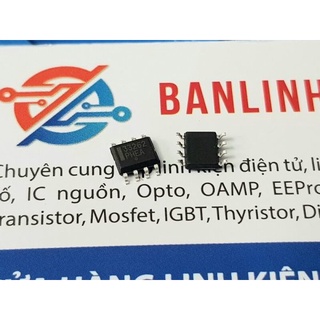 BANLINH
Chuyên cung
kiện điện tử, li
ố, IC nguồn, Opto, OAMP, EEPro
ransistor, Mosfet, IGBT, Thyristor, Di
HÀNG LINH KIỆN